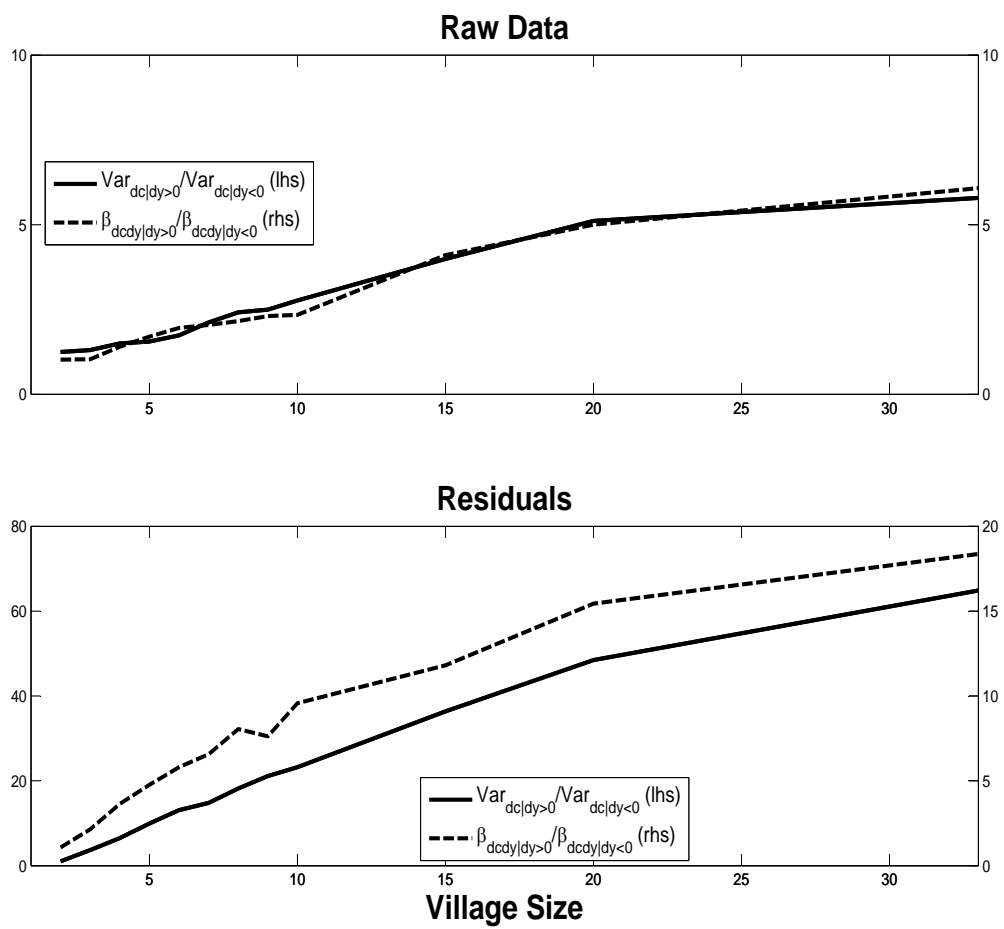 Raw Data
10
5
0
10
5
0
Var_{dc|dy>0}/Var_{dc|dy<0} (lhs)
β_{dcdy|dy>0}/β_{dcdy|dy<0} (rhs)
5 10 15 20 25 30
Residuals
80
60
40
20
0
20
15
10
5
0
Var_{dc|dy>0}/Var_{dc|dy<0} (lhs)
β_{dcdy|dy>0}/β_{dcdy|dy<0} (rhs)
5 10 15 20 25 30
Village Size